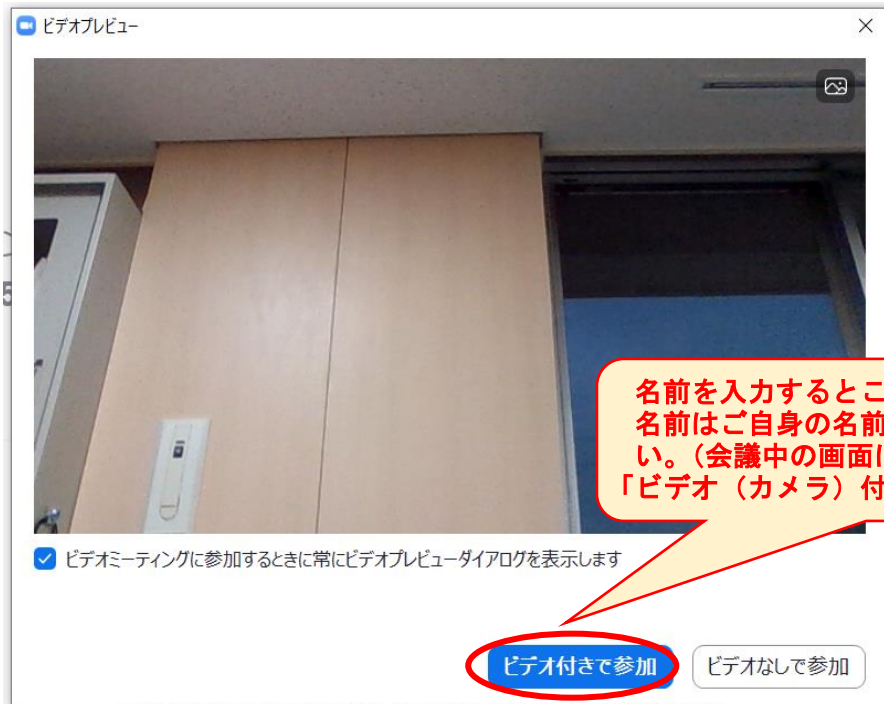 ビデオプレビュー
名前を入力するとこ
名前はご自身の名前
い。(会議中の画面
「ビデオ（カメラ）付
ビデオミーティングに参加するときに常にビデオプレビューダイアログを表示します
ビデオ付きで参加
ビデオなしで参加